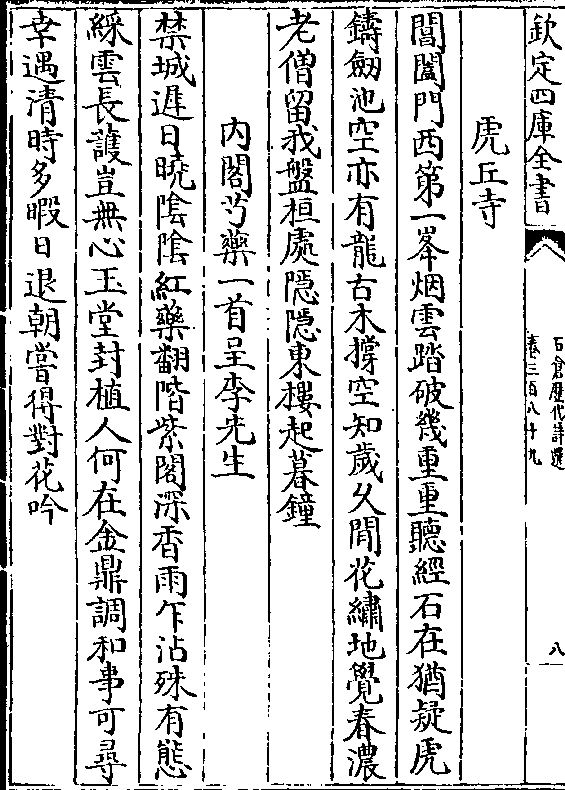 欽定四庫全書
石倉歷代詩選
卷三百八十九
八
虎丘寺
閶闔門西第一峯烟雲踏破幾重重聽經石在猶疑虎
鑄劔池空亦有龍古木撐空知歲久閒花繡地覺春濃
老僧留我盤桓處隱隱東樓起暮鐘
内閣芍藥一首呈李先生
禁城遲日曉陰陰紅藥翻階紫閣深香雨乍沾殊有態
綵雲長護豈無心玉堂封植人何在金鼎調和事可尋
幸遇清時多暇日退朝嘗得對花吟